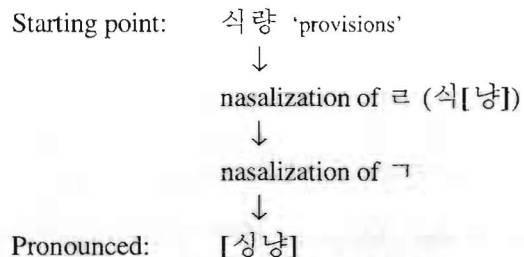 Starting point: 식량 ‘provisions’
↓
nasalization of ㄹ (식[냥])
↓
nasalization of ㄱ
↓
Pronounced: [싱냥]